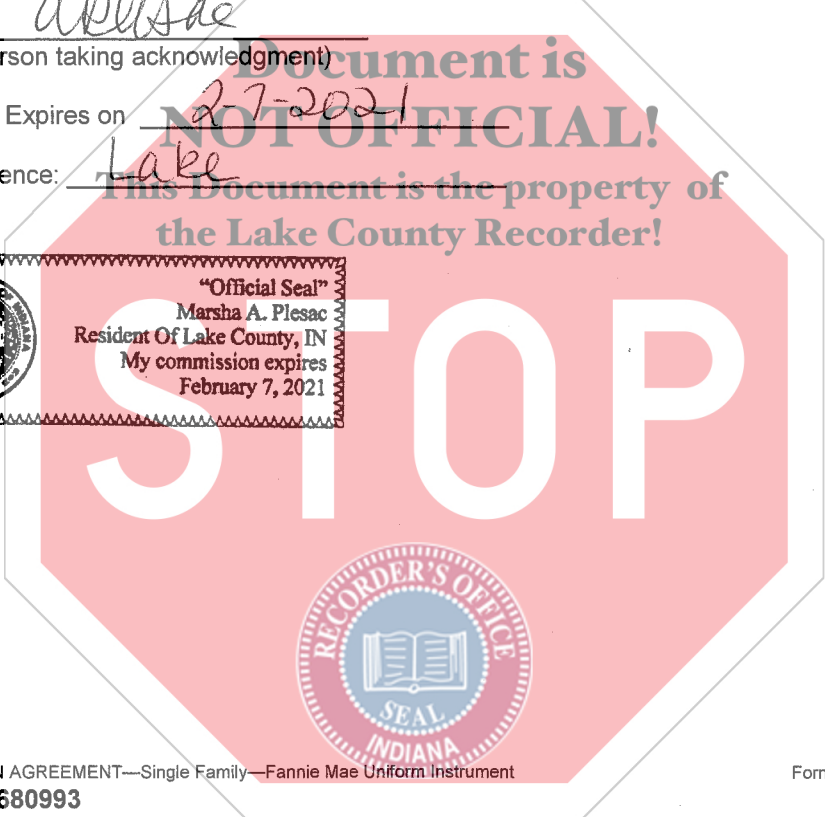 rson taking acknowledgment)
Document is
Expires on 2-7-2021
NOT OFFICIAL!
ence: Lake
This Document is the property of
the Lake County Recorder!
"Official Seal"
Marsha A. Plesac
Resident Of Lake County, IN
My commission expires
February 7, 2021
INDIANA
STOP
RECORDER'S OFFICE
SEAL
INDIANA
AGREEMENT—Single Family—Fannie Mae Uniform Instrument
Forn
680993